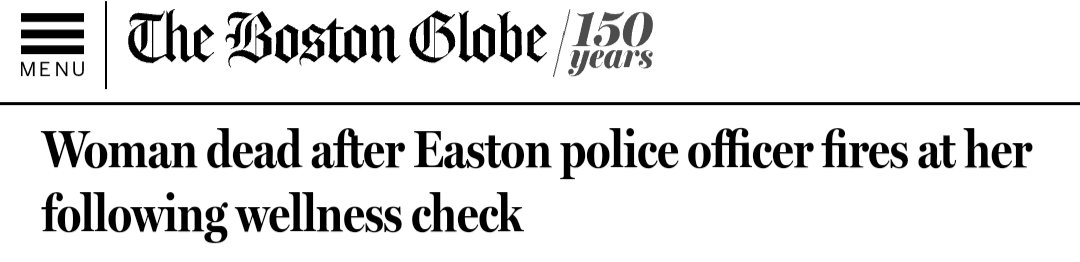 MENU
The Boston Globe
150
years
Woman dead after Easton police officer fires at her
following wellness check